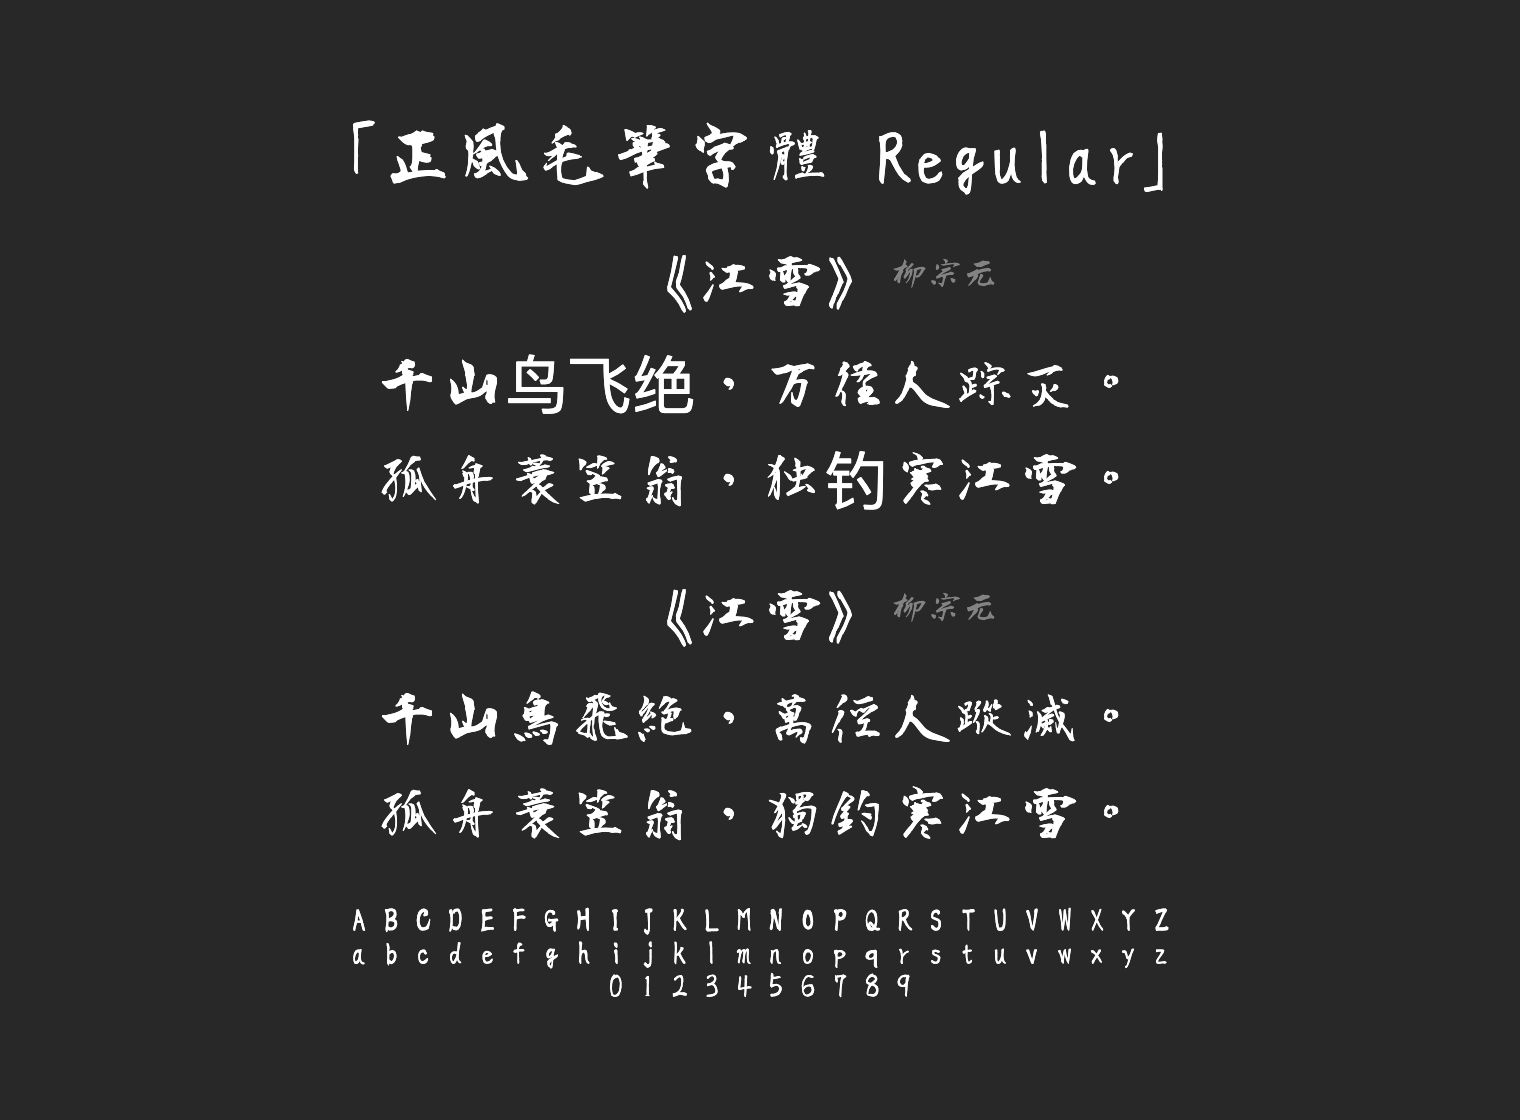 「正風毛筆字體 Regular」
《江雪》 柳宗元
千山鸟飞绝，万徑人踪灭。
孤舟蓑笠翁，独钓寒江雪。
《江雪》 柳宗元
千山鳥飛絕，萬徑人蹤滅。
孤舟蓑笠翁，獨釣寒江雪。
A B C D E F G H I J K L M N O P Q R S T U V W X Y Z
a b c d e f g h i j k l m n o p q r s t u v w x y z
0 1 2 3 4 5 6 7 8 9